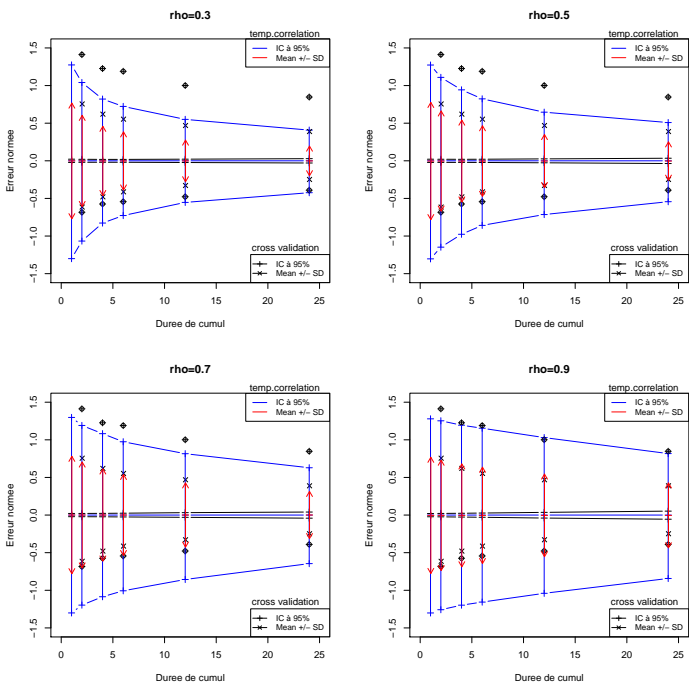 rho=0.3
temp.correlation
IC à 95%
Mean +/− SD
Erreur normee
1.5
1.0
0.5
0.0
−0.5
−1.0
−1.5
cross validation
IC à 95%
Mean +/− SD
0 5 10 15 20 25
Duree de cumul
rho=0.5
temp.correlation
IC à 95%
Mean +/− SD
Erreur normee
1.5
1.0
0.5
0.0
−0.5
−1.0
−1.5
cross validation
IC à 95%
Mean +/− SD
0 5 10 15 20 25
Duree de cumul
rho=0.7
temp.correlation
IC à 95%
Mean +/− SD
Erreur normee
1.5
1.0
0.5
0.0
−0.5
−1.0
−1.5
cross validation
IC à 95%
Mean +/− SD
0 5 10 15 20 25
Duree de cumul
rho=0.9
temp.correlation
IC à 95%
Mean +/− SD
Erreur normee
1.5
1.0
0.5
0.0
−0.5
−1.0
−1.5
cross validation
IC à 95%
Mean +/− SD
0 5 10 15 20 25
Duree de cumul